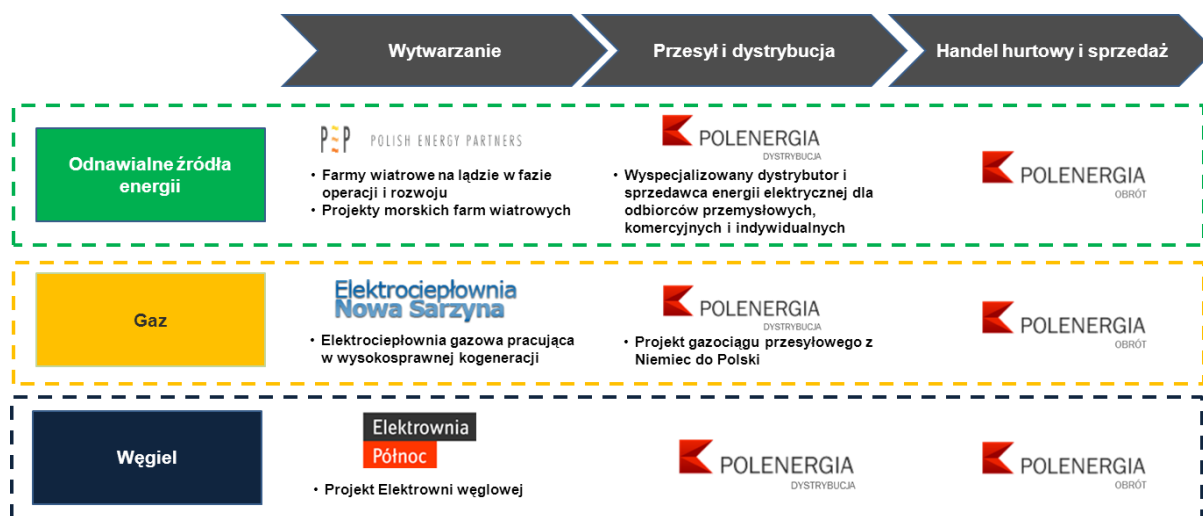 Wytwarzanie
Przesył i dystrybucja
Handel hurtowy i sprzedaż
Odnawialne źródła
energii
PEP POLISH ENERGY PARTNERS
• Farmy wiatrowe na lądzie w fazie
operacji i rozwoju
• Projekty morskich farm wiatrowych
POLENERGIA
DYSTRYBUCJA
• Wyspecjalizowany dystrybutor i
sprzedawca energii elektrycznej dla
odbiorców przemysłowych,
komercyjnych i indywidualnych
POLENERGIA
OBRÓT
Gaz
Elektrociepłownia
Nowa Sarzyna
• Elektrociepłownia gazowa pracująca
w wysokosprawnej kogeneracji
POLENERGIA
DYSTRYBUCJA
• Projekt gazociągu przesyłowego z
Niemiec do Polski
POLENERGIA
OBRÓT
Węgiel
Elektrownia
Północ
• Projekt Elektrowni węglowej
POLENERGIA
DYSTRYBUCJA
POLENERGIA
OBRÓT